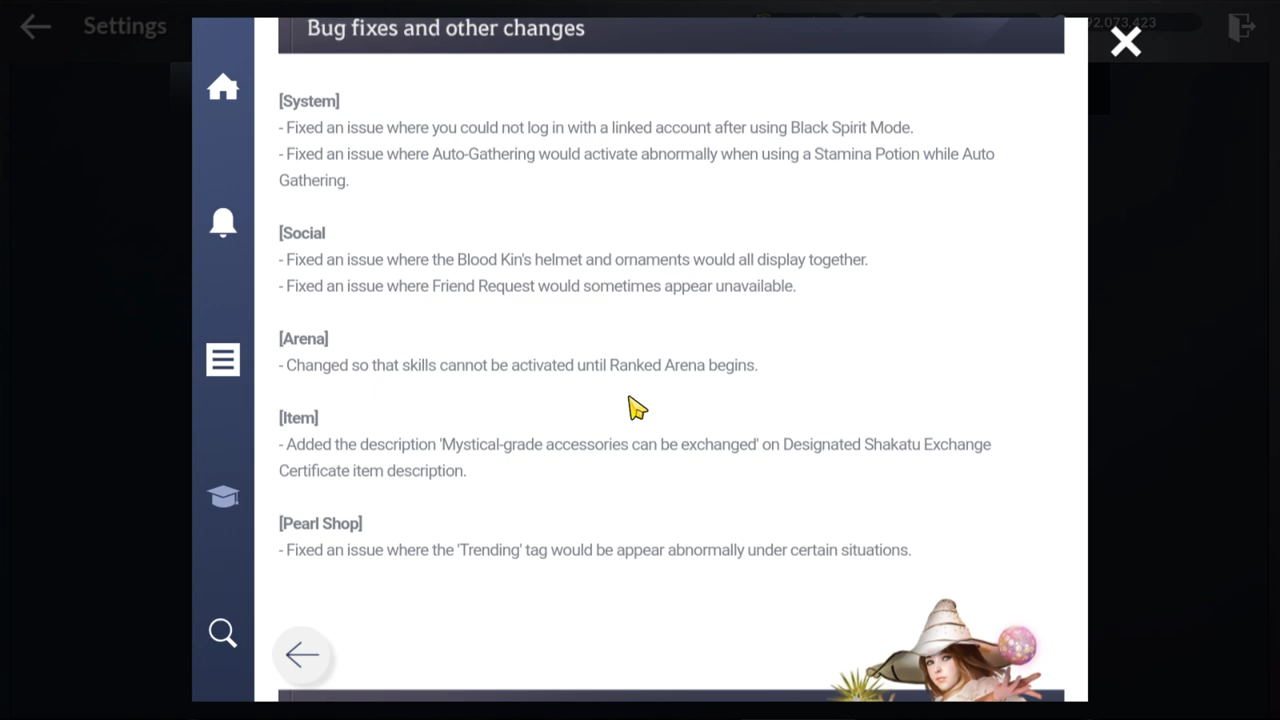 Settings
2,073,423
Bug fixes and other changes
[System]
- Fixed an issue where you could not log in with a linked account after using Black Spirit Mode.
- Fixed an issue where Auto-Gathering would activate abnormally when using a Stamina Potion while Auto
Gathering.
[Social
- Fixed an issue where the Blood Kin's helmet and ornaments would all display together.
- Fixed an issue where Friend Request would sometimes appear unavailable.
[Arena]
- Changed so that skills cannot be activated until Ranked Arena begins.
[Item]
- Added the description 'Mystical-grade accessories can be exchanged' on Designated Shakatu Exchange
Certificate item description.
[Pearl Shop]
- Fixed an issue where the 'Trending' tag would be appear abnormally under certain situations.